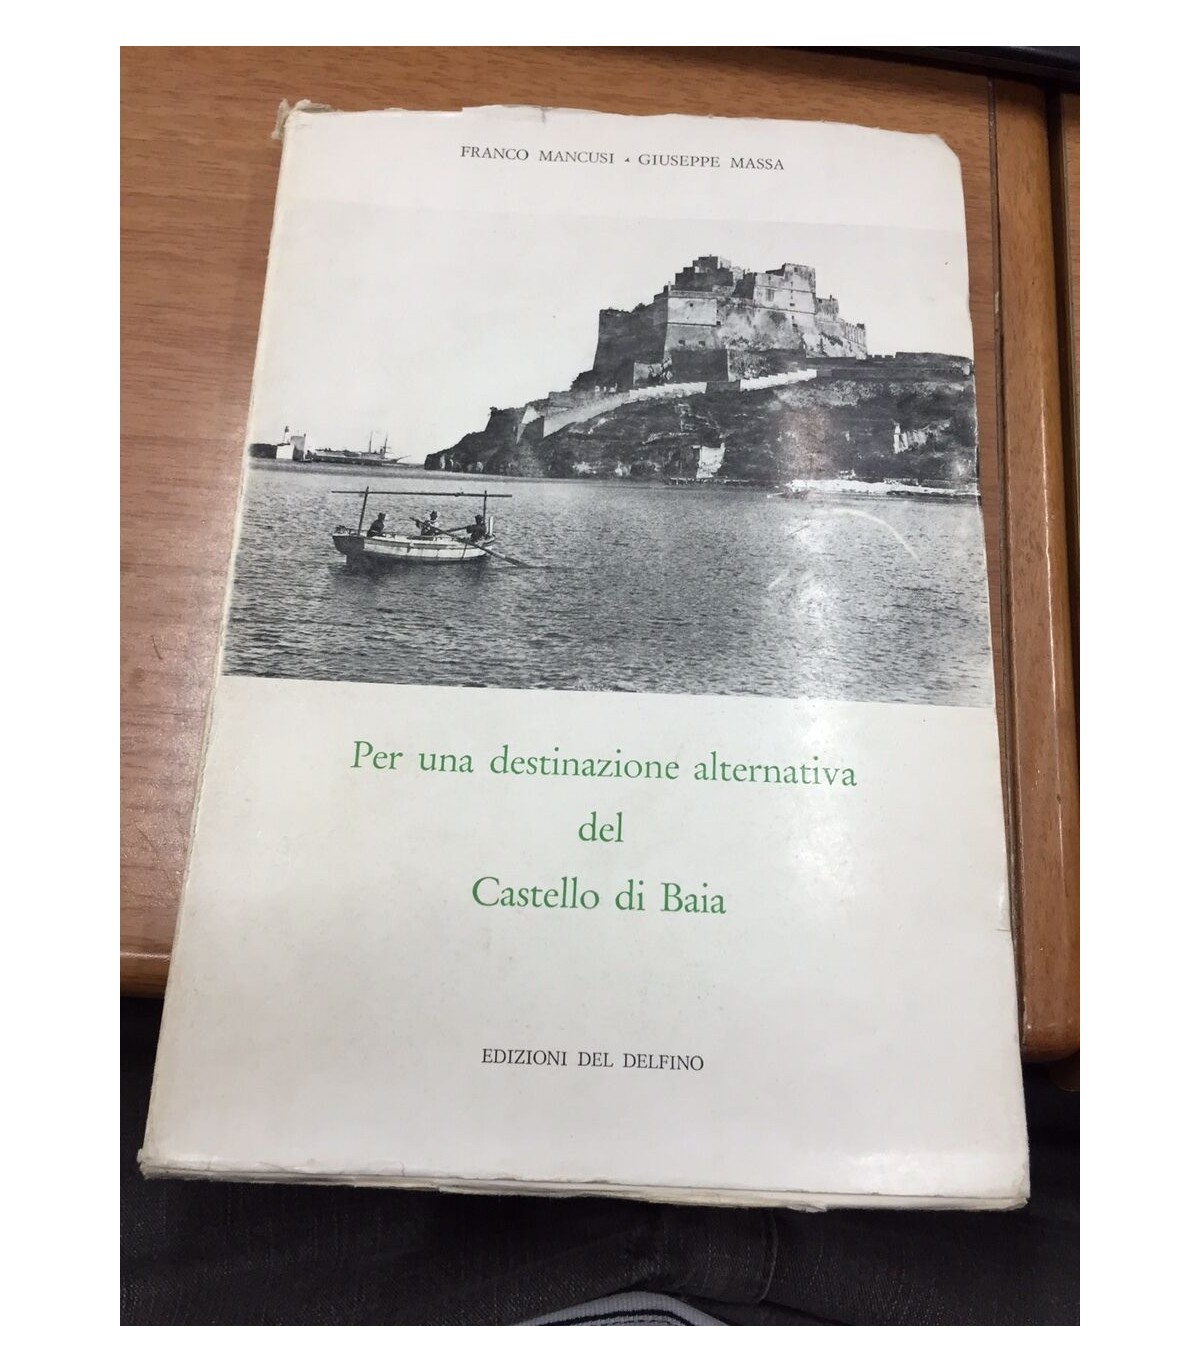 FRANCO MANCUSI • GIUSEPPE MASSA
Per una destinazione alternativa
del
Castello di Baia
EDIZIONI DEL DELFINO